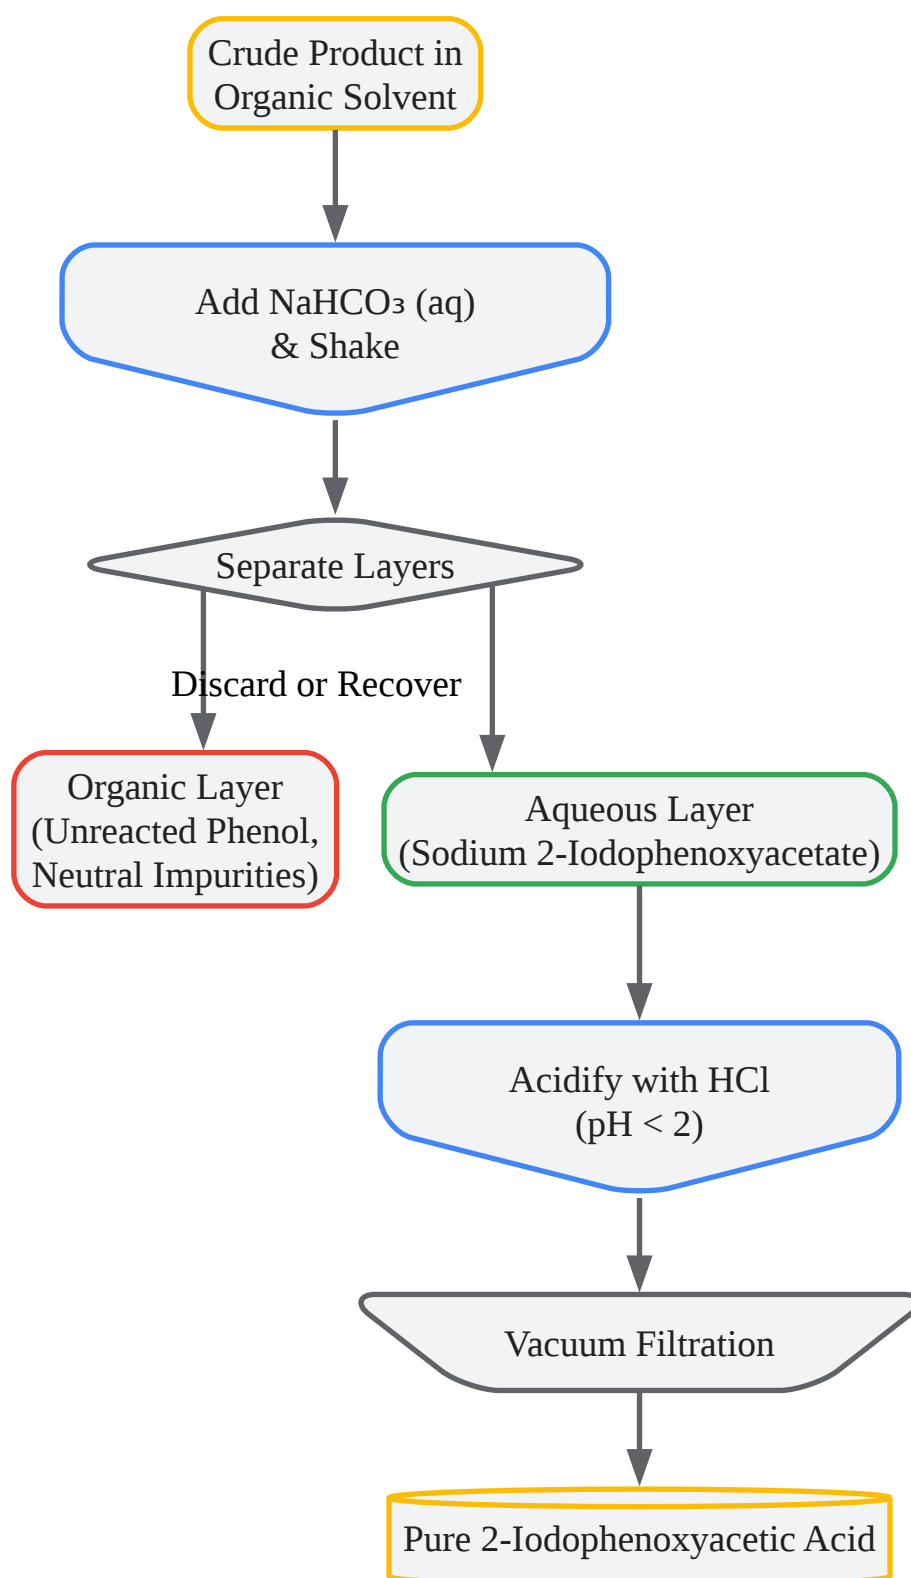 Crude Product in
Organic Solvent
Add NaHCO₃ (aq)
& Shake
Separate Layers
Discard or Recover
Organic Layer
(Unreacted Phenol,
Neutral Impurities)
Aqueous Layer
(Sodium 2-Iodophenoxyacetate)
Acidify with HCl
(pH < 2)
Vacuum Filtration
Pure 2-Iodophenoxyacetic Acid